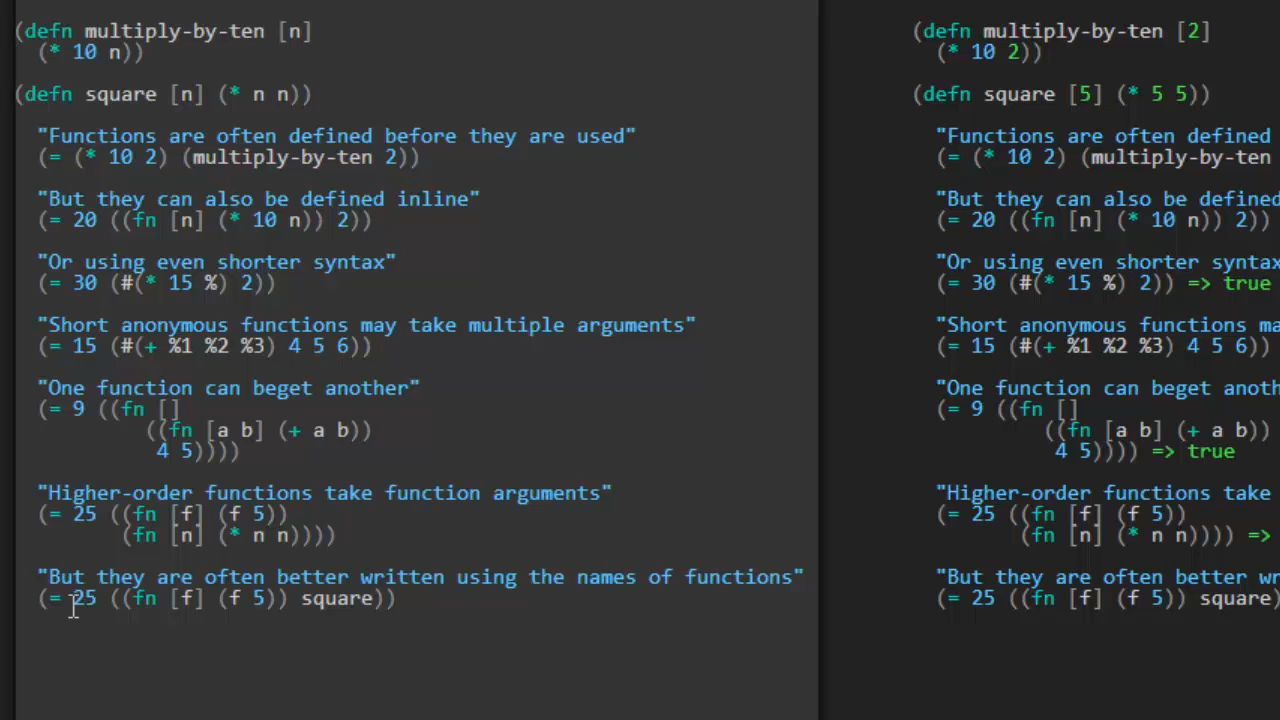 (defn multiply-by-ten [n]
  (* 10 n))
(defn square [n] (* n n))
"Functions are often defined before they are used"
(= (* 10 2) (multiply-by-ten 2))
"But they can also be defined inline"
(= 20 ((fn [n] (* 10 n)) 2))
"Or using even shorter syntax"
(= 30 (#(* 15 %) 2))
"Short anonymous functions may take multiple arguments"
(= 15 (#(+ %1 %2 %3) 4 5 6))
"One function can beget another"
(= 9 ((fn []
((fn [a b] (+ a b))
4 5))))
"Higher-order functions take function arguments"
(= 25 ((fn [f] (f 5))
(fn [n] (* n n))))
"But they are often better written using the names of functions"
(= 25 ((fn [f] (f 5)) square))
(defn multiply-by-ten [2]
(* 10 2))
(defn square [5] (* 5 5))
"Functions are often defined
(= (* 10 2) (multiply-by-ten
"But they can also be defined
(= 20 ((fn [n] (* 10 n)) 2))
"Or using even shorter syntax
(= 30 (#(* 15 %) 2)) => true
"Short anonymous functions
(= 15 (#(+ %1 %2 %3) 4 5 6))
"One function can beget
(= 9 ((fn []
((fn [a b] (+ a b))
4 5)))) => true
"Higher-order functions take
(= 25 ((fn [f] (f 5))
(fn [n] (* n n)))) =>
"But they are often better
(= 25 ((fn [f] (f 5)) square)